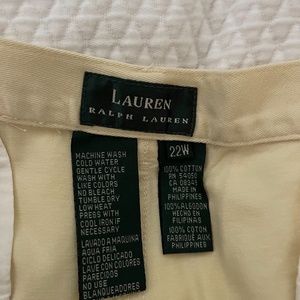 LAUREN
RALPH LAUREN
MACHINE WASH
COLD WATER
GENTLE CYCLE
WASH WITH
LIKE COLORS
NO BLEACH
TUMBLE DRY
LOW HEAT
PRESS WITH
COOL IRON IF
NECESSARY
LAVADO A MAQUINA
AGUA FRIA
CICLO DELICADO
LAVE CON COLORES
PARECIDOS
NO USE
BLANQUEADORES
22W
100% COTTON
RN 54050
CA 08341
MADE IN
PHILIPPINES
100% ALGODON
HECHO EN
FILIPINAS
100% COTON
FABRIQUE AUX
PHILIPPINES